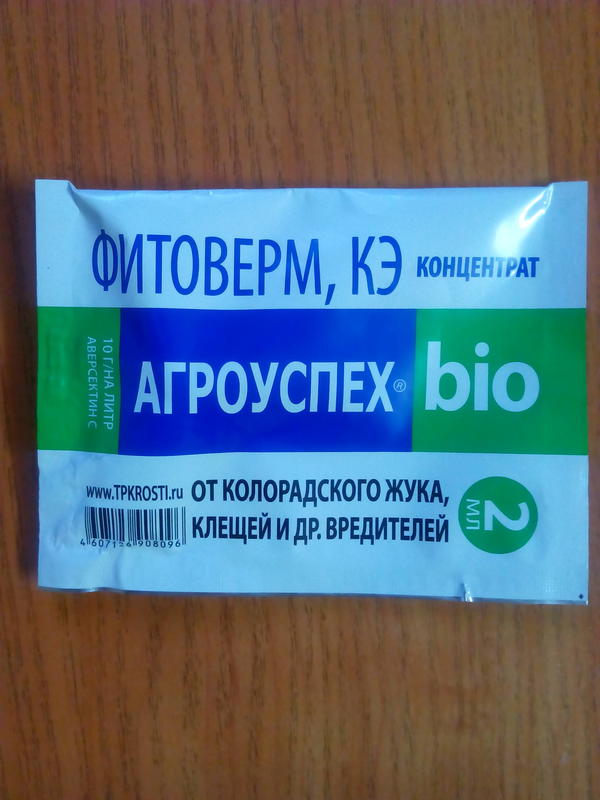 ФИТОВЕРМ, КЭ КОНЦЕНТРАТ
10 Г/НА ЛИТР
АВЕРСЕКТИН С
АГРОУСПЕХ® bio
www.TPKROSTI.ru
ОТ КОЛОРАДСКОГО ЖУКА,
КЛЕЩЕЙ И ДР. ВРЕДИТЕЛЕЙ
2
МЛ
4607154908096